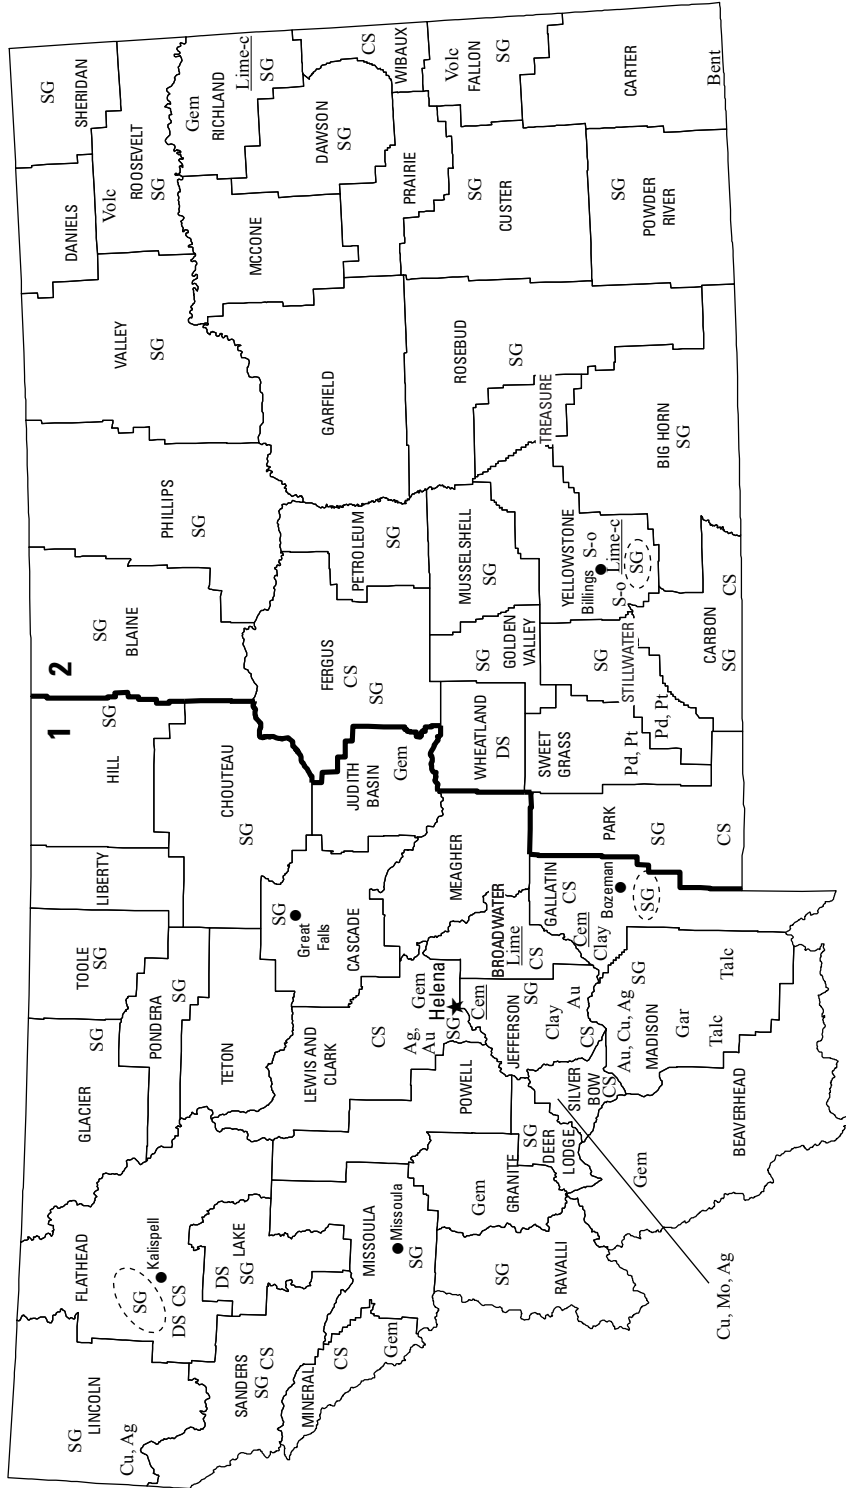 LINCOLN
SG
Cu, Ag
FLATHEAD
SG
Kalispell
DS CS
GLACIER
SG
TOOLE
SG
LIBERTY
HILL
SG
1
2
BLAINE
SG
PHILLIPS
SG
VALLEY
SG
DANIELS
SHERIDAN
SG
ROOSEVELT
Volc
SG
RICHLAND
Gem
Lime-c
SG
SANDERS
SG CS
LAKE
DS
SG
PONDERA
SG
TETON
CHOUTEAU
SG
MINERAL
CS
Gem
MISSOULA
Missoula
SG
POWELL
LEWIS AND
CLARK
CS
Ag,
Au
Gem
Helena
SG
CASCADE
SG
Great
Falls
JUDITH
BASIN
Gem
FERGUS
CS
SG
PETROLEUM
SG
GARFIELD
MCCONE
DAWSON
SG
WIBAUX
CS
PRAIRIE
RAVALLI
SG
GRANITE
Gem
DEER
LODGE
SG
SILVER
BOW
CS
Cu, Mo, Ag
JEFFERSON
Cem
SG
Clay
Au
CS
BROADWATER
Lime
CS
MEAGHER
WHEATLAND
DS
GOLDEN
VALLEY
SG
MUSSELSHELL
SG
ROSEBUD
SG
TREASURE
CUSTER
SG
FALLON
Volc
SG
BEAVERHEAD
Gem
MADISON
Au, Cu, Ag
SG
Gar
Talc
Talc
GALLATIN
CS
Cem
Clay
Bozeman
SG
PARK
SG
CS
SWEET
GRASS
Pd, Pt
STILLWATER
SG
Pd, Pt
YELLOWSTONE
Billings
S-o
S-o
Lime-c
SG
CARBON
SG
CS
BIG HORN
SG
POWDER
RIVER
SG
CARTER
Bent